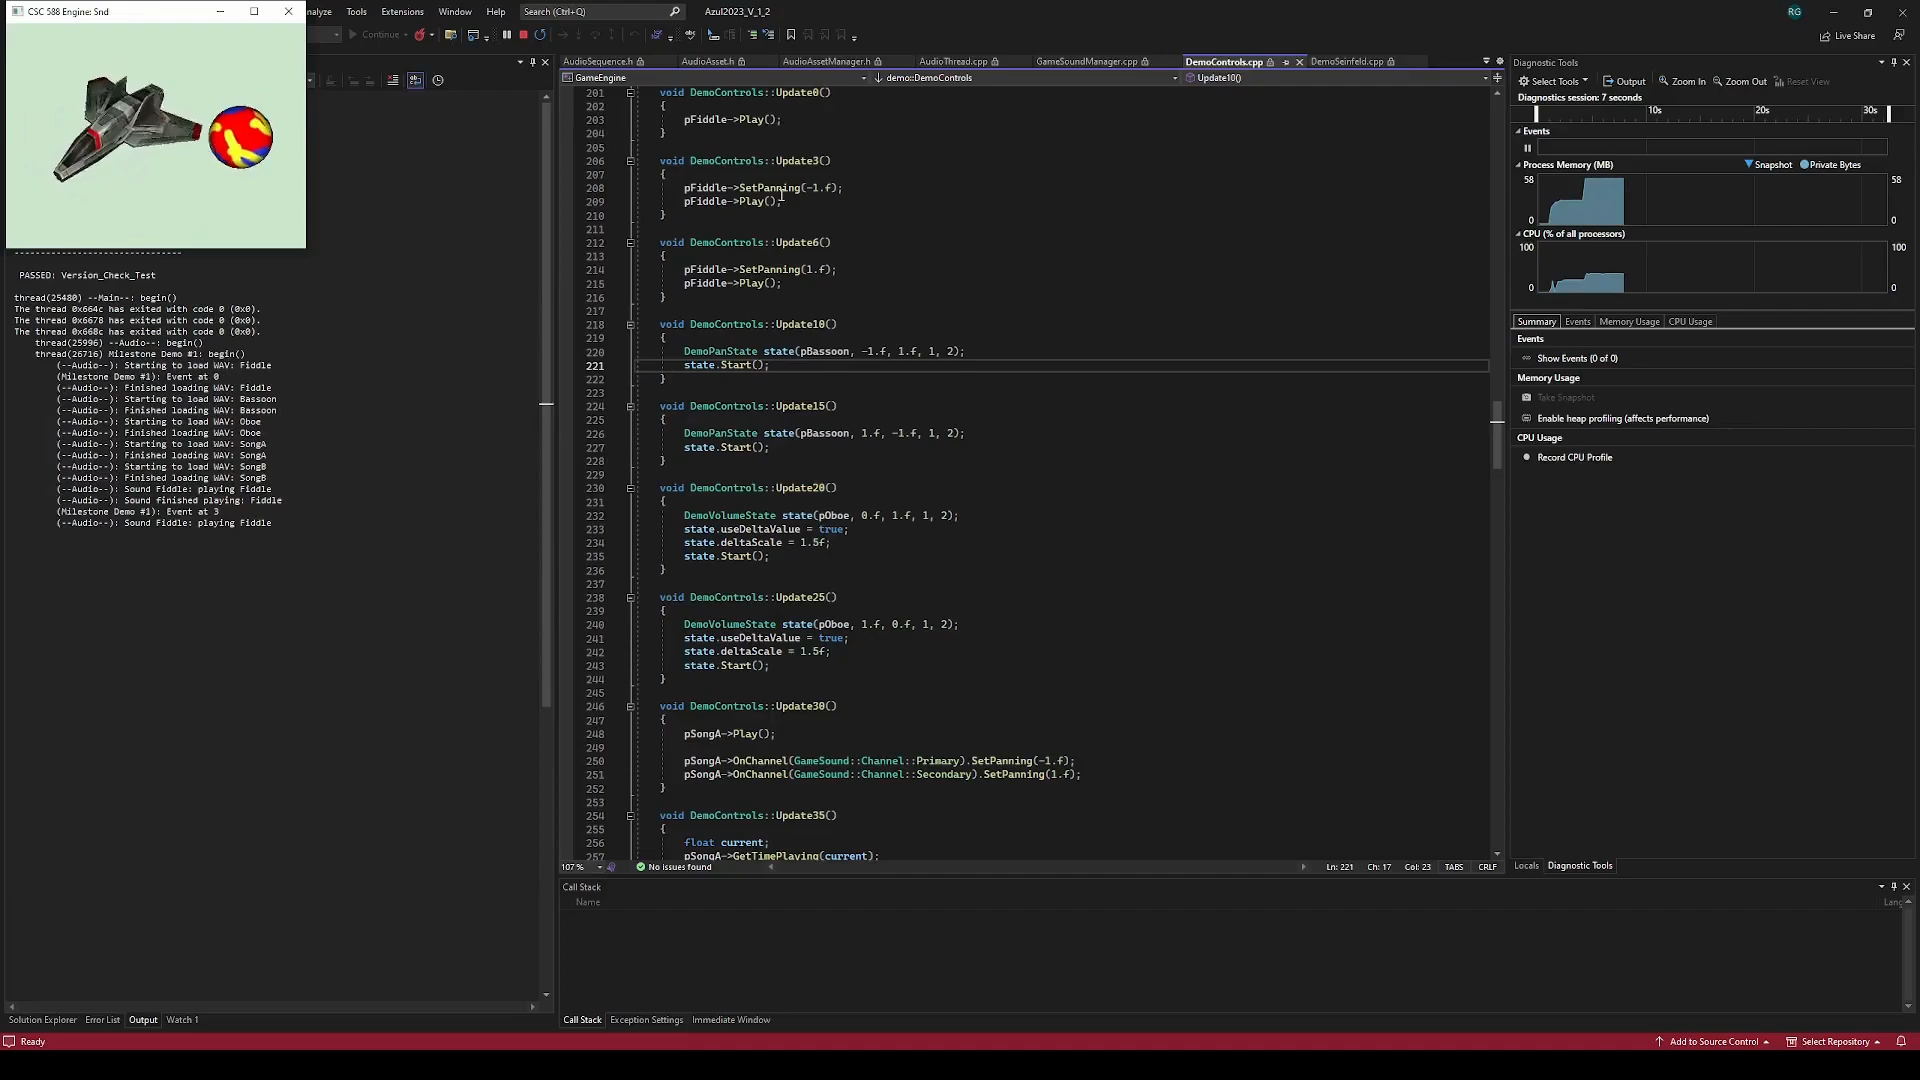 CSC 588 Engine: Snd
nalyze Tools Extensions Window Help Search (Ctrl+Q) Azul2023_V_1_2 RG
Continue Live Share
AudioSequence.h AudioAsset.h AudioAssetManager.h AudioThread.cpp GameSoundManager.cpp DemoControls.cpp DemoSeinfeld.cpp
GameEngine demo::DemoControls Update10()
-----------------------------------
PASSED: Version_Check_Test
thread(25480) --Main--: begin()
The thread 0x664c has exited with code 0 (0x0).
The thread 0x6678 has exited with code 0 (0x0).
The thread 0x668c has exited with code 0 (0x0).
thread(25996) --Audio--: begin()
thread(26716) Milestone Demo #1: begin()
(--Audio--): Starting to load WAV: Fiddle
(Milestone Demo #1): Event at 0
(--Audio--): Finished loading WAV: Fiddle
(--Audio--): Starting to load WAV: Bassoon
(--Audio--): Finished loading WAV: Bassoon
(--Audio--): Starting to load WAV: Oboe
(--Audio--): Finished loading WAV: Oboe
(--Audio--): Starting to load WAV: SongA
(--Audio--): Finished loading WAV: SongA
(--Audio--): Starting to load WAV: SongB
(--Audio--): Finished loading WAV: SongB
(--Audio--): Sound Fiddle: playing Fiddle
(--Audio--): Sound finished playing: Fiddle
(Milestone Demo #1): Event at 3
(--Audio--): Sound Fiddle: playing Fiddle
Solution Explorer Error List Output Watch 1
201 void DemoControls::Update0()
202 {
203 pFiddle->Play();
204 }
205
206 void DemoControls::Update3()
207 {
208 pFiddle->SetPanning(-1.f);
209 pFiddle->Play();
210 }
211
212 void DemoControls::Update6()
213 {
214 pFiddle->SetPanning(1.f);
215 pFiddle->Play();
216 }
217
218 void DemoControls::Update10()
219 {
220 DemoPanState state(pBassoon, -1.f, 1.f, 1, 2);
221 state.Start();
222 }
223
224 void DemoControls::Update15()
225 {
226 DemoPanState state(pBassoon, 1.f, -1.f, 1, 2);
227 state.Start();
228 }
229
230 void DemoControls::Update20()
231 {
232 DemoVolumeState state(pOboe, 0.f, 1.f, 1, 2);
233 state.useDeltaValue = true;
234 state.deltaScale = 1.5f;
235 state.Start();
236 }
237
238 void DemoControls::Update25()
239 {
240 DemoVolumeState state(pOboe, 1.f, 0.f, 1, 2);
241 state.useDeltaValue = true;
242 state.deltaScale = 1.5f;
243 state.Start();
244 }
245
246 void DemoControls::Update30()
247 {
248 pSongA->Play();
249
250 pSongA->OnChannel(GameSound::Channel::Primary).SetPanning(-1.f);
251 pSongA->OnChannel(GameSound::Channel::Secondary).SetPanning(1.f);
252 }
253
254 void DemoControls::Update35()
255 {
256 float current;
257 pSongA->GetTimePlaying(current);
107 % No issues found Ln: 221 Ch: 17 Col: 23 TABS CRLF
Call Stack
Name Lang
Call Stack Exception Settings Immediate Window
Diagnostic Tools
Select Tools Output Zoom In Zoom Out Reset View
Diagnostics session: 7 seconds
10s 20s 30s
Events
Process Memory (MB) Snapshot Private Bytes
58 58
0 0
CPU (% of all processors)
100 100
0 0
Summary Events Memory Usage CPU Usage
Events
Show Events (0 of 0)
Memory Usage
Take Snapshot
Enable heap profiling (affects performance)
CPU Usage
Record CPU Profile
Locals Diagnostic Tools
Ready Add to Source Control Select Repository